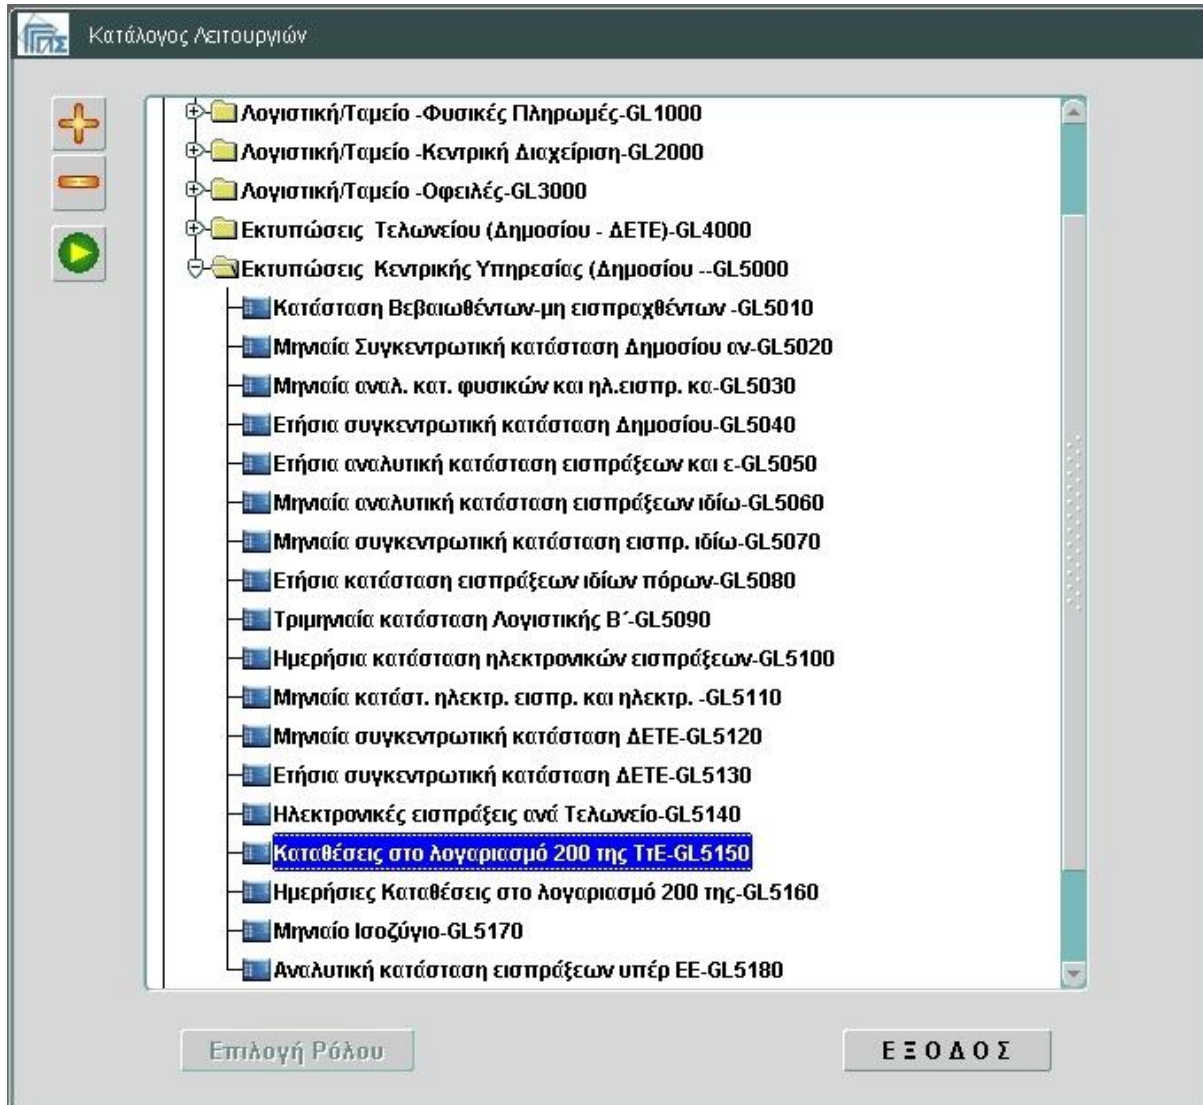 ΓΓΠΣ
Κατάλογος Λειτουργιών
Λογιστική/Ταμείο -Φυσικές Πληρωμές-GL1000
Λογιστική/Ταμείο -Κεντρική Διαχείριση-GL2000
Λογιστική/Ταμείο -Οφειλές-GL3000
Εκτυπώσεις Τελωνείου (Δημοσίου - ΔΕΤΕ)-GL4000
Εκτυπώσεις Κεντρικής Υπηρεσίας (Δημοσίου --GL5000
Κατάσταση Βεβαιωθέντων-μη εισπραχθέντων -GL5010
Μηνιαία Συγκεντρωτική κατάσταση Δημοσίου αν-GL5020
Μηνιαία αναλ. κατ. φυσικών και ηλ.εισπρ. κα-GL5030
Ετήσια συγκεντρωτική κατάσταση Δημοσίου-GL5040
Ετήσια αναλυτική κατάσταση εισπράξεων και ε-GL5050
Μηνιαία αναλυτική κατάσταση εισπράξεων ιδίω-GL5060
Μηνιαία συγκεντρωτική κατάσταση εισπρ. ιδίω-GL5070
Ετήσια κατάσταση εισπράξεων ιδίων πόρων-GL5080
Τριμηνιαία κατάσταση Λογιστικής Β΄-GL5090
Ημερήσια κατάσταση ηλεκτρονικών εισπράξεων-GL5100
Μηνιαία κατάστ. ηλεκτρ. εισπρ. και ηλεκτρ. -GL5110
Μηνιαία συγκεντρωτική κατάσταση ΔΕΤΕ-GL5120
Ετήσια συγκεντρωτική κατάσταση ΔΕΤΕ-GL5130
Ηλεκτρονικές εισπράξεις ανά Τελωνείο-GL5140
Καταθέσεις στο λογαριασμό 200 της ΤτΕ-GL5150
Ημερήσιες Καταθέσεις στο λογαριασμό 200 της-GL5160
Μηνιαίο Ισοζύγιο-GL5170
Αναλυτική κατάσταση εισπράξεων υπέρ ΕΕ-GL5180
Επιλογή Ρόλου
Ε Ξ Ο Δ Ο Σ